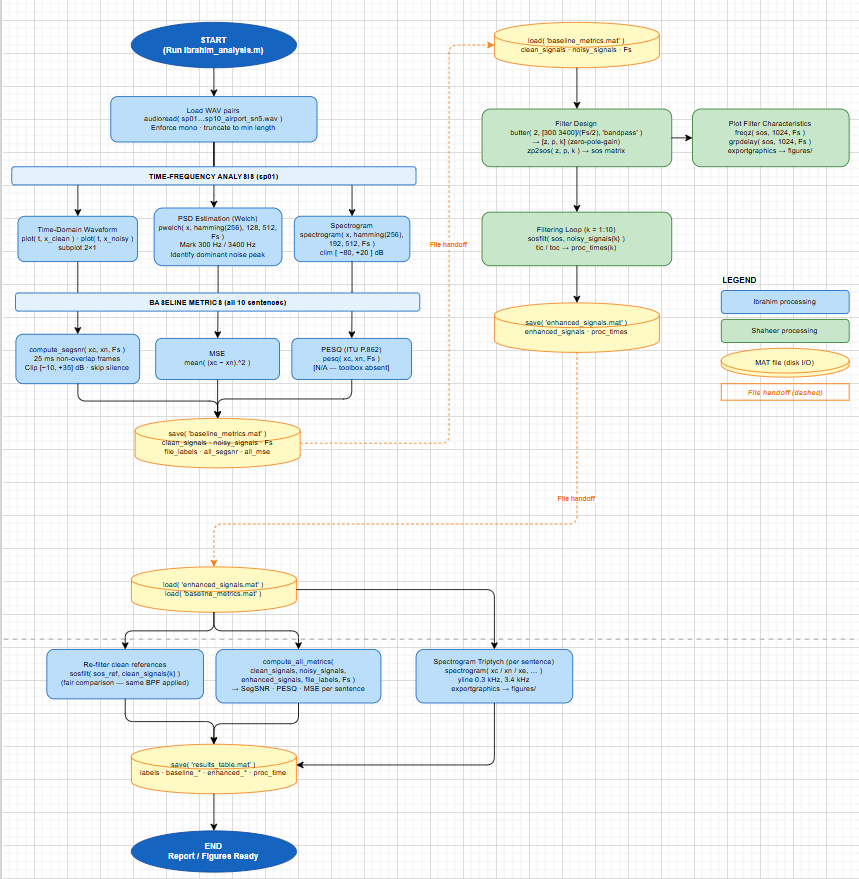 START
(Run ibrahim_analysis.m)
Load WAV pairs
audioread( sp01...sp10_airport_sn5.wav )
Enforce mono · truncate to min length
TIME-FREQUENCY ANALYSIS (sp01)
Time-Domain Waveform
plot( t, x_clean ) · plot( t, x_noisy )
subplot 2×1
PSD Estimation (Welch)
pwelch( x, hamming(256), 128, 512,
Fs )
Mark 300 Hz / 3400 Hz
Identify dominant noise peak
Spectrogram
spectrogram( x, hamming(256),
192, 512, Fs )
clim [ −80, +20 ] dB
BASELINE METRICS (all 10 sentences)
compute_segsnr( xc, xn, Fs )
25 ms non-overlap frames
Clip [−10, +35] dB · skip silence
MSE
mean( (xc − xn).^2 )
PESQ (ITU P.862)
pesq( xc, xn, Fs )
[N/A — toolbox absent]
save( 'baseline_metrics.mat' )
clean_signals · noisy_signals · Fs
file_labels · all_segsnr · all_mse
File handoff
load( 'baseline_metrics.mat' )
clean_signals · noisy_signals · Fs
Filter Design
butter( 2, [300 3400]/(Fs/2), 'bandpass' )
→ [z, p, k] (zero-pole-gain)
zp2sos( z, p, k ) → sos matrix
Plot Filter Characteristics
freqz( sos, 1024, Fs )
grpdelay( sos, 1024, Fs )
exportgraphics → figures/
Filtering Loop (k = 1:10)
sosfilt( sos, noisy_signals{k} )
tic / toc → proc_times(k)
save( 'enhanced_signals.mat' )
enhanced_signals · proc_times
LEGEND
Ibrahim processing
Shaheer processing
MAT file (disk I/O)
File handoff (dashed)
File handoff
load( 'enhanced_signals.mat' )
load( 'baseline_metrics.mat' )
Re-filter clean references
sosfilt( sos_ref, clean_signals{k} )
(fair comparison — same BPF applied)
compute_all_metrics(
clean_signals, noisy_signals,
enhanced_signals, file_labels, Fs )
→ SegSNR · PESQ · MSE per sentence
Spectrogram Triptych (per sentence)
spectrogram( xc / xn / xe, ... )
yline 0.3 kHz, 3.4 kHz
exportgraphics → figures/
save( 'results_table.mat' )
labels · baseline_* · enhanced_* · proc_time
END
Report / Figures Ready